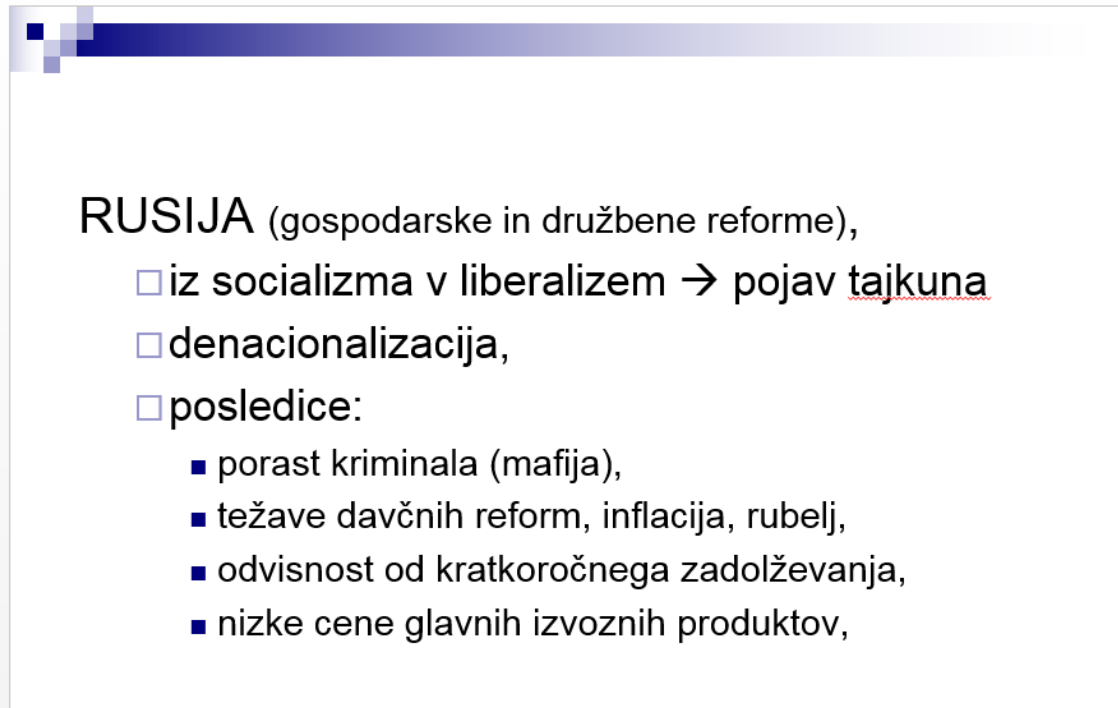 RUSIJA (gospodarske in družbene reforme),
iz socializma v liberalizem → pojav tajkuna
denacionalizacija,
posledice:
porast kriminala (mafija),
težave davčnih reform, inflacija, rubelj,
odvisnost od kratkoročnega zadolževanja,
nizke cene glavnih izvoznih produktov,